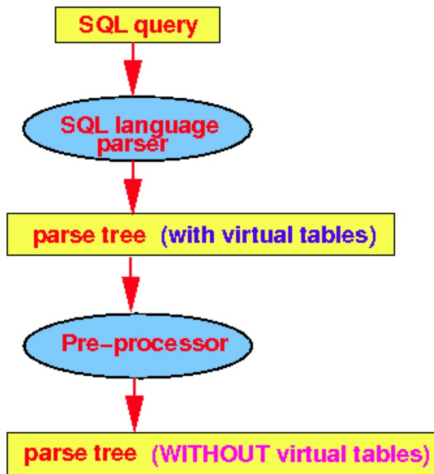 SQL query
SQL language
parser
parse tree (with virtual tables)
Pre-processor
parse tree (WITHOUT virtual tables)